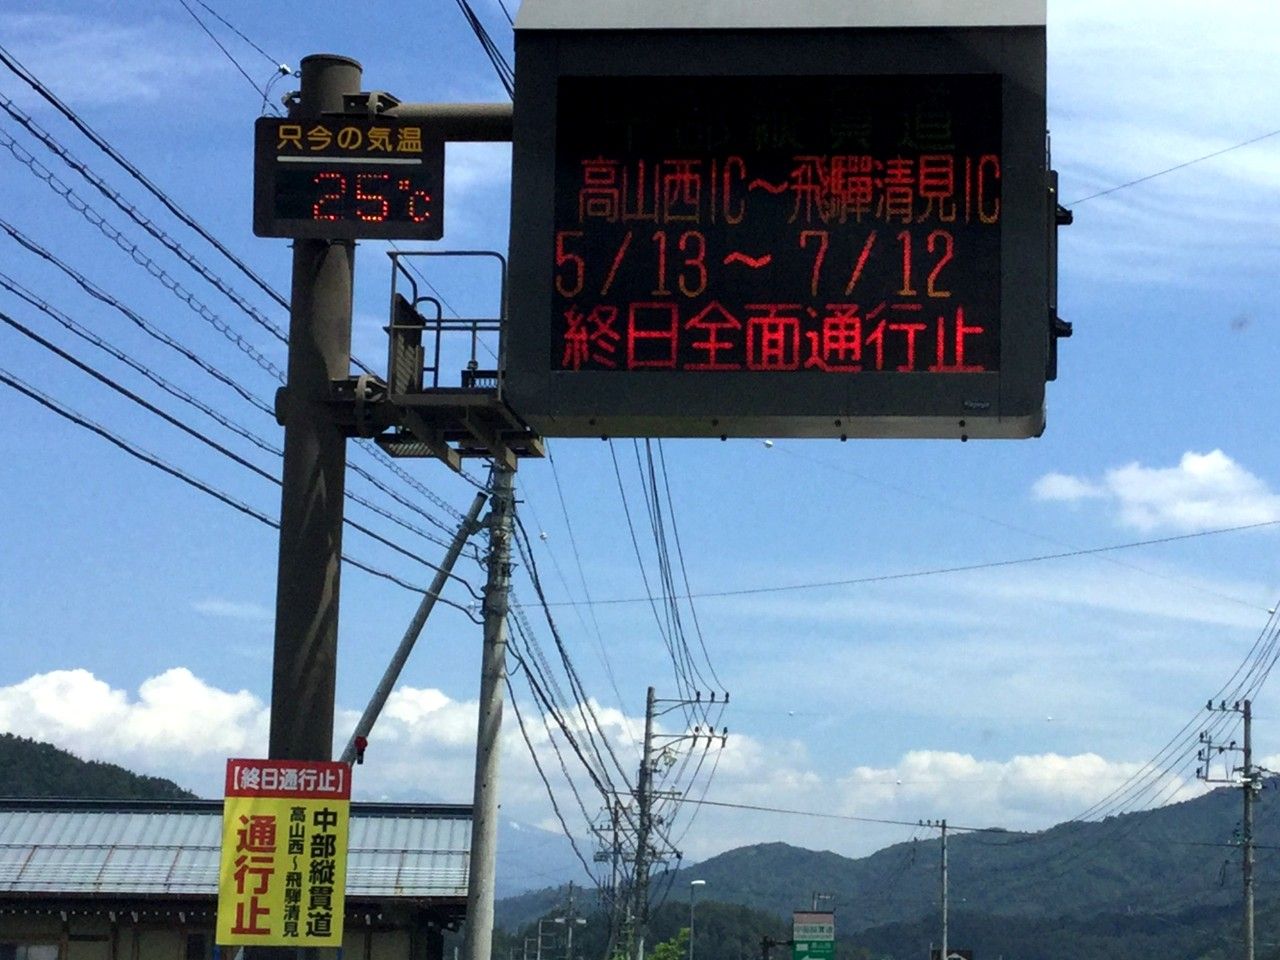 只今の気温
25℃
中部縦貫道
高山西IC～飛騨清見IC
5/13～7/12
終日全面通行止
【終日通行止】
中部縦貫道
高山西～飛騨清見
通行止